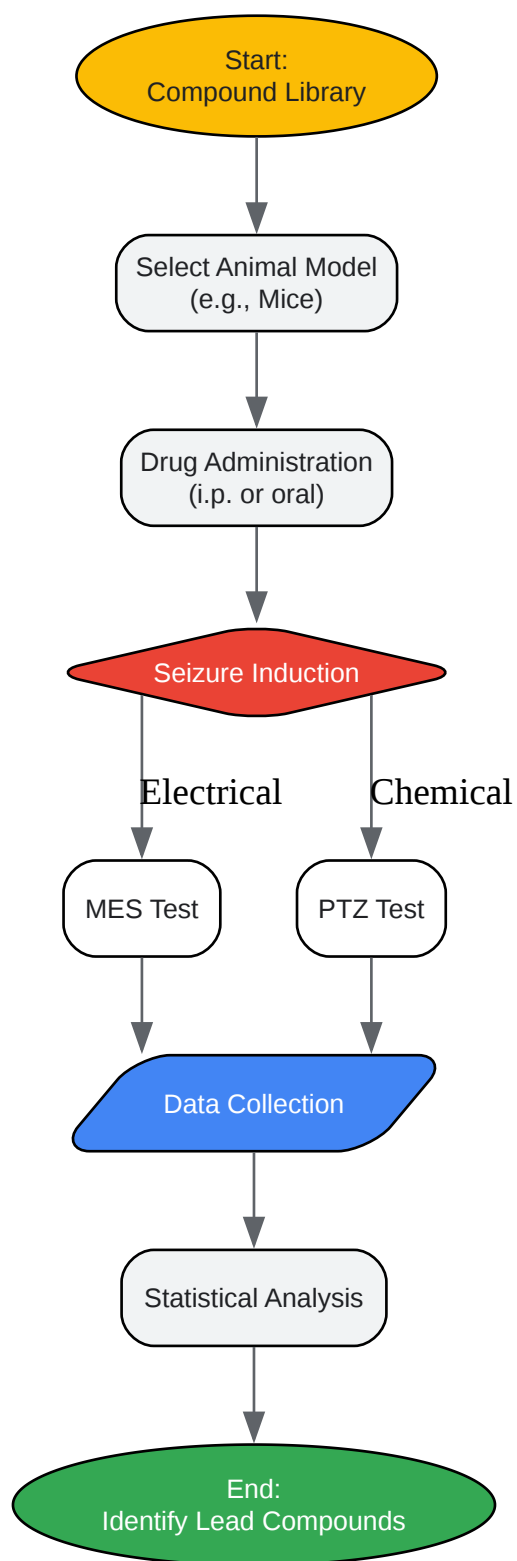 Start:
Compound Library
Select Animal Model
(e.g., Mice)
Drug Administration
(i.p. or oral)
Seizure Induction
Electrical
Chemical
MES Test
PTZ Test
Data Collection
Statistical Analysis
End:
Identify Lead Compounds